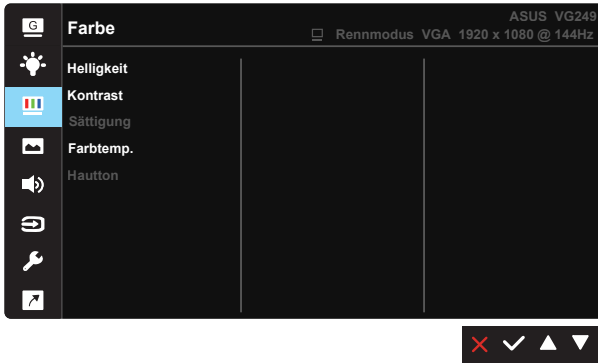 G
Farbe
ASUS VG249
Rennmodus VGA 1920 x 1080 @ 144Hz
Helligkeit
Kontrast
Sättigung
Farbtemp.
Hautton